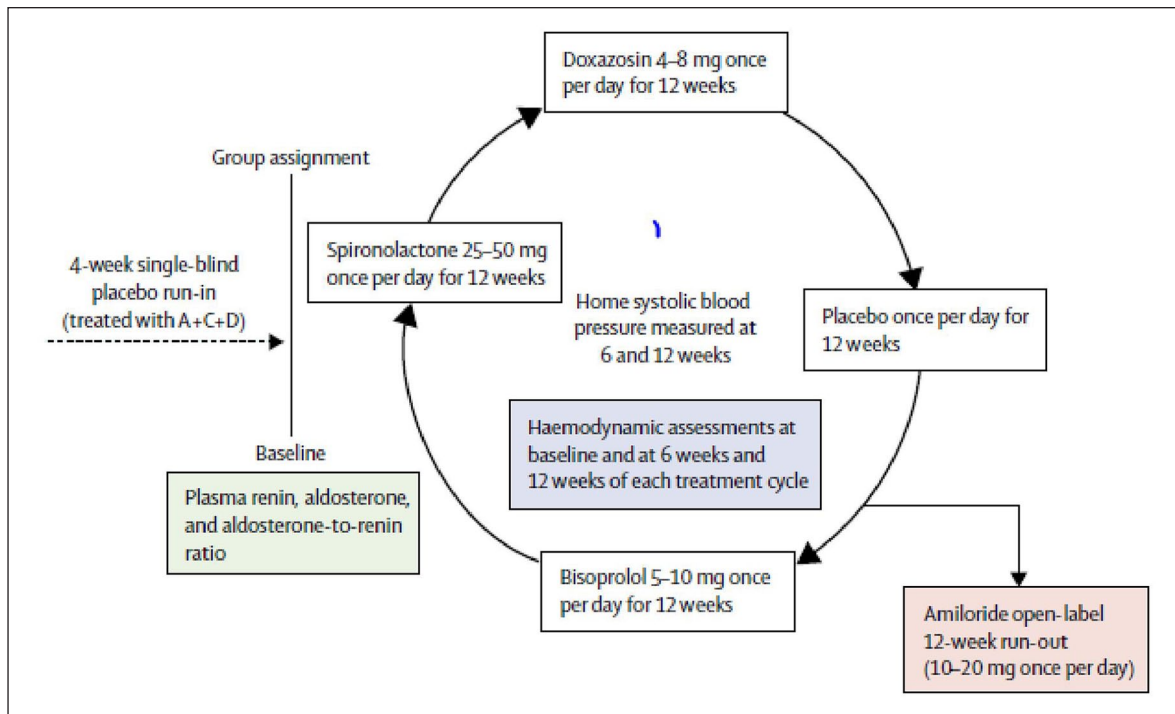 Doxazosin 4–8 mg once
per day for 12 weeks
Group assignment
Spironolactone 25–50 mg
once per day for 12 weeks
4-week single-blind
placebo run-in
(treated with A+C+D)
Home systolic blood
pressure measured at
6 and 12 weeks
Placebo once per day for
12 weeks
Haemodynamic assessments at
baseline and at 6 weeks and
12 weeks of each treatment cycle
Baseline
Plasma renin, aldosterone,
and aldosterone-to-renin
ratio
Bisoprolol 5–10 mg once
per day for 12 weeks
Amiloride open-label
12-week run-out
(10–20 mg once per day)